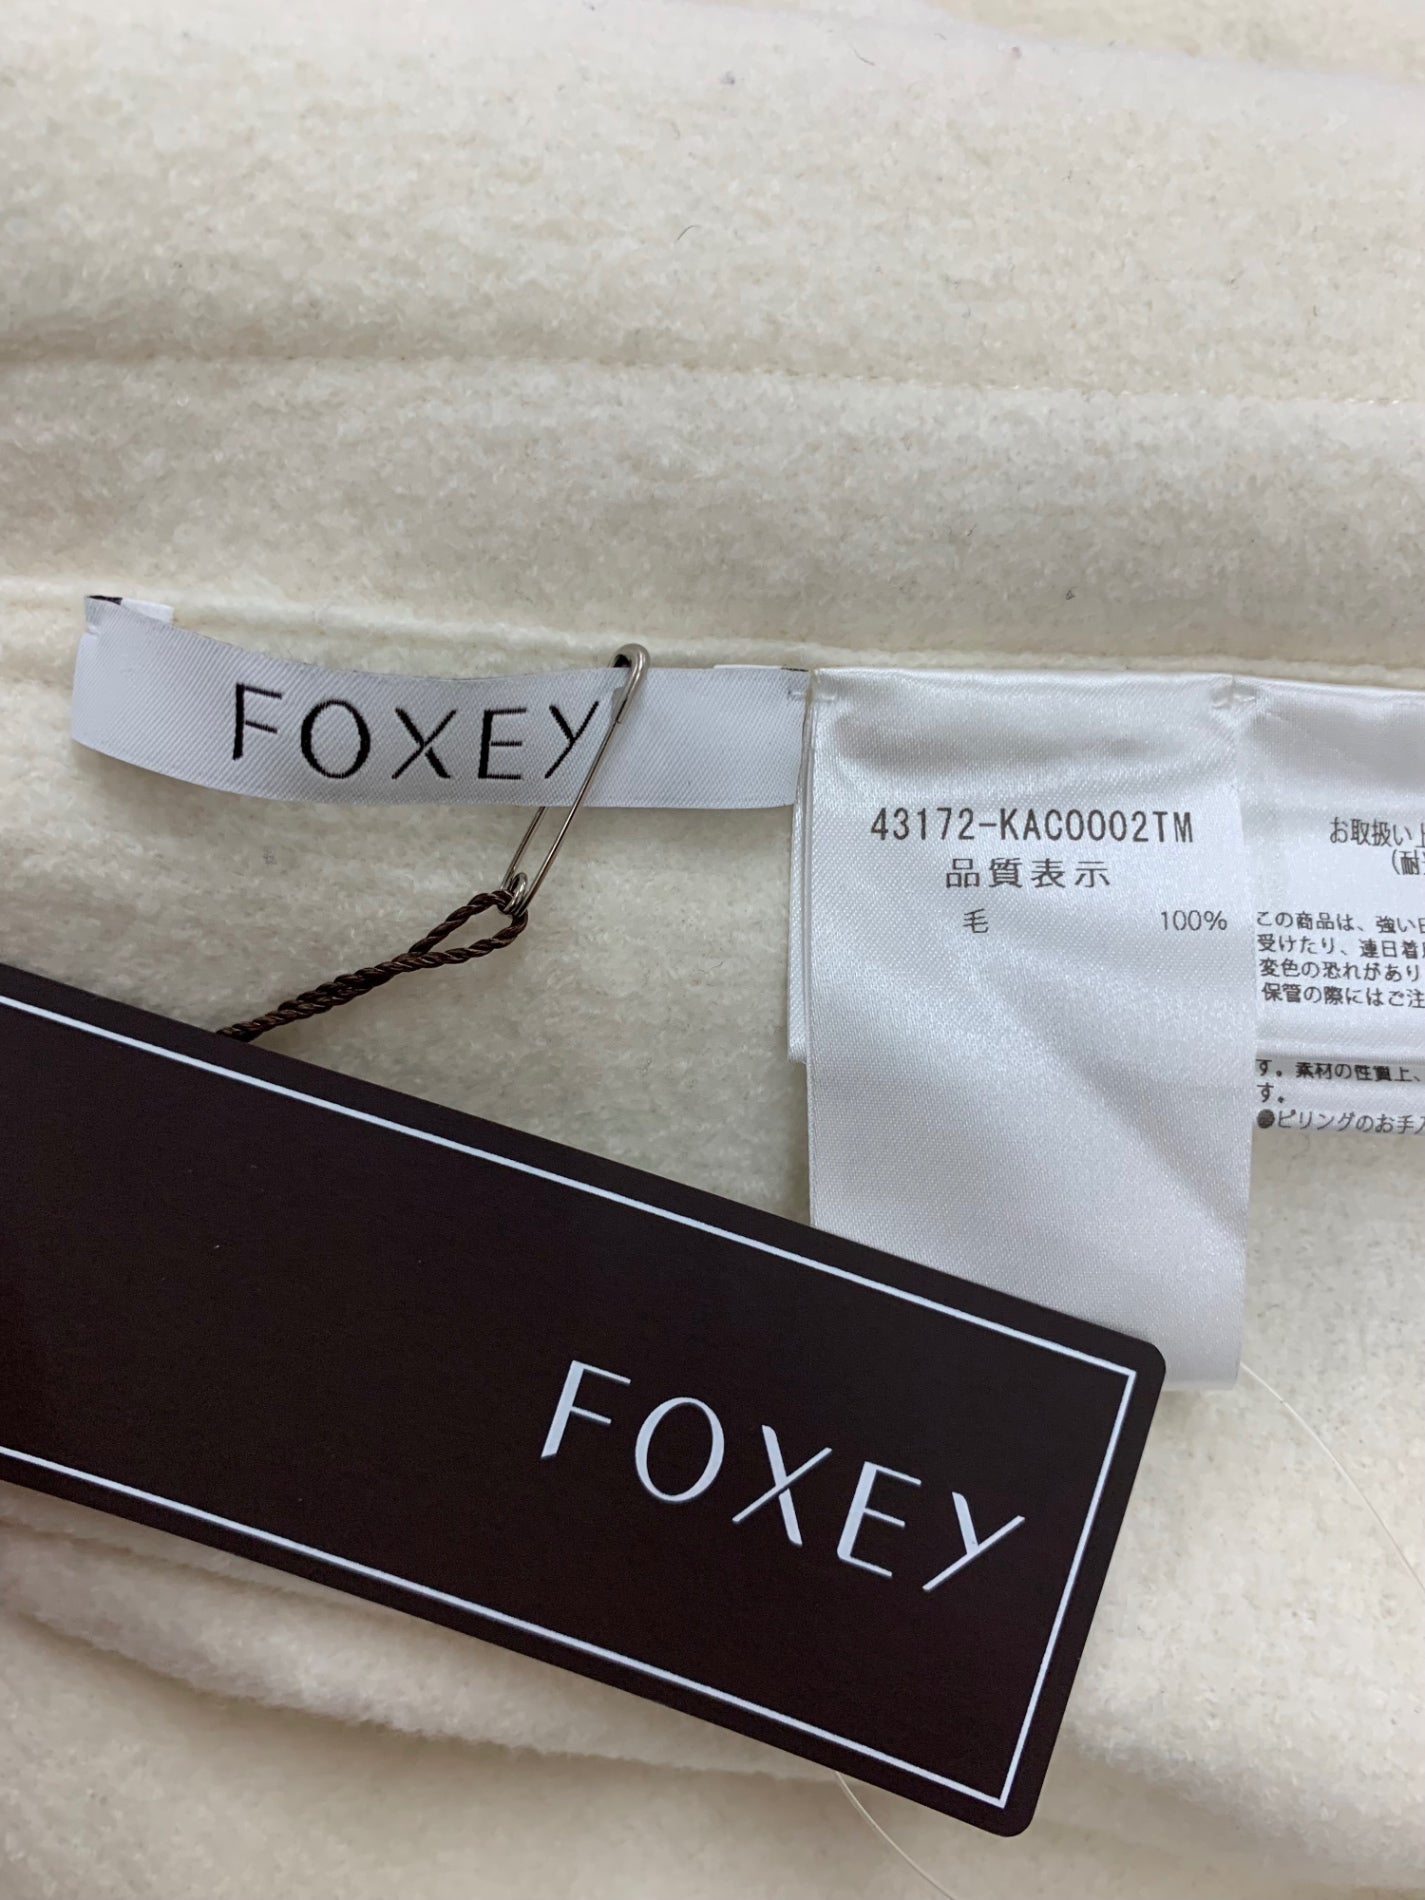 FOXEY
43172-KAC0002TM
品質表示
毛 100%
お取扱い
この商品は、強い
受けたり、連日着
変色の恐れがあり
保管の際にはご注
す。素材の性質上、
す。
●ピリングのお手
FOXEY